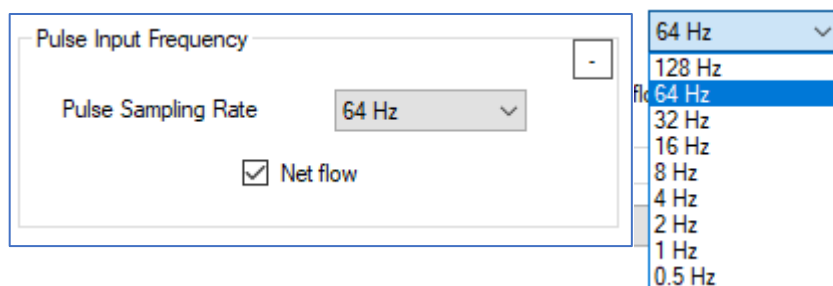 Pulse Input Frequency
-
Pulse Sampling Rate
64 Hz
Net flow
64 Hz
128 Hz
64 Hz
32 Hz
16 Hz
8 Hz
4 Hz
2 Hz
1 Hz
0.5 Hz